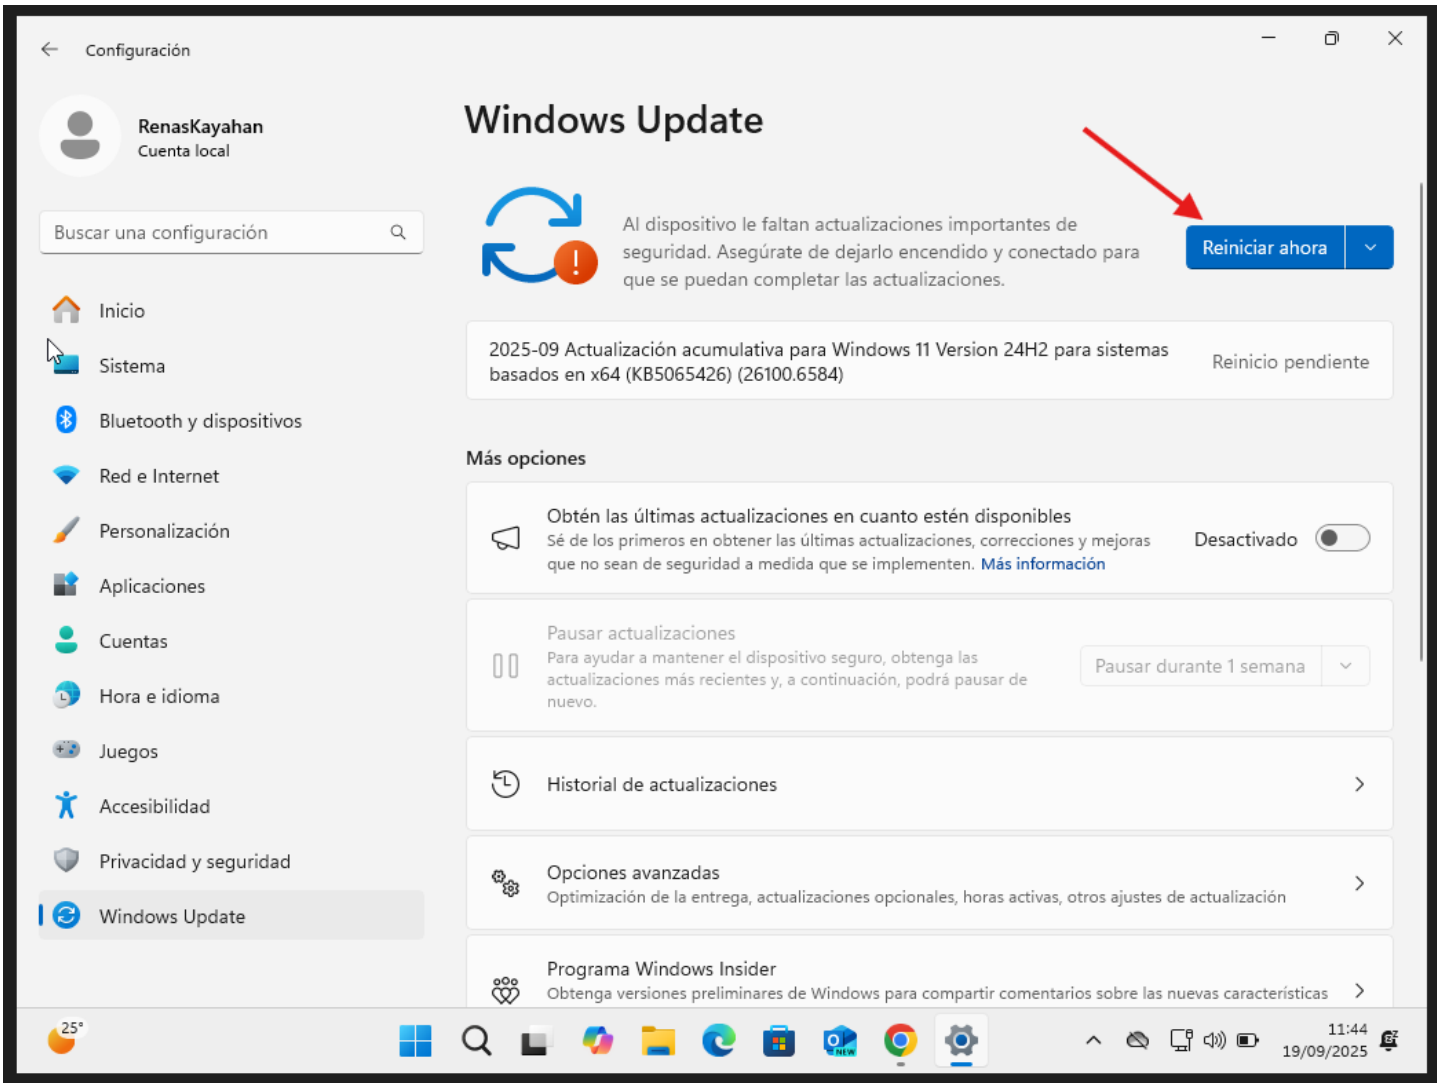 Configuración
RenasKayahan
Cuenta local
Buscar una configuración
Inicio
Sistema
Bluetooth y dispositivos
Red e Internet
Personalización
Aplicaciones
Cuentas
Hora e idioma
Juegos
Accesibilidad
Privacidad y seguridad
Windows Update
Windows Update
Al dispositivo le faltan actualizaciones importantes de
seguridad. Asegúrate de dejarlo encendido y conectado para
que se puedan completar las actualizaciones.
Reiniciar ahora
2025-09 Actualización acumulativa para Windows 11 Version 24H2 para sistemas
basados en x64 (KB5065426) (26100.6584)
Reinicio pendiente
Más opciones
Obtén las últimas actualizaciones en cuanto estén disponibles
Sé de los primeros en obtener las últimas actualizaciones, correcciones y mejoras
que no sean de seguridad a medida que se implementen. Más información
Desactivado
Pausar actualizaciones
Para ayudar a mantener el dispositivo seguro, obtenga las
actualizaciones más recientes y, a continuación, podrá pausar de
nuevo.
Pausar durante 1 semana
Historial de actualizaciones
Opciones avanzadas
Optimización de la entrega, actualizaciones opcionales, horas activas, otros ajustes de actualización
Programa Windows Insider
Obtenga versiones preliminares de Windows para compartir comentarios sobre las nuevas características
25°
NEW
11:44
19/09/2025